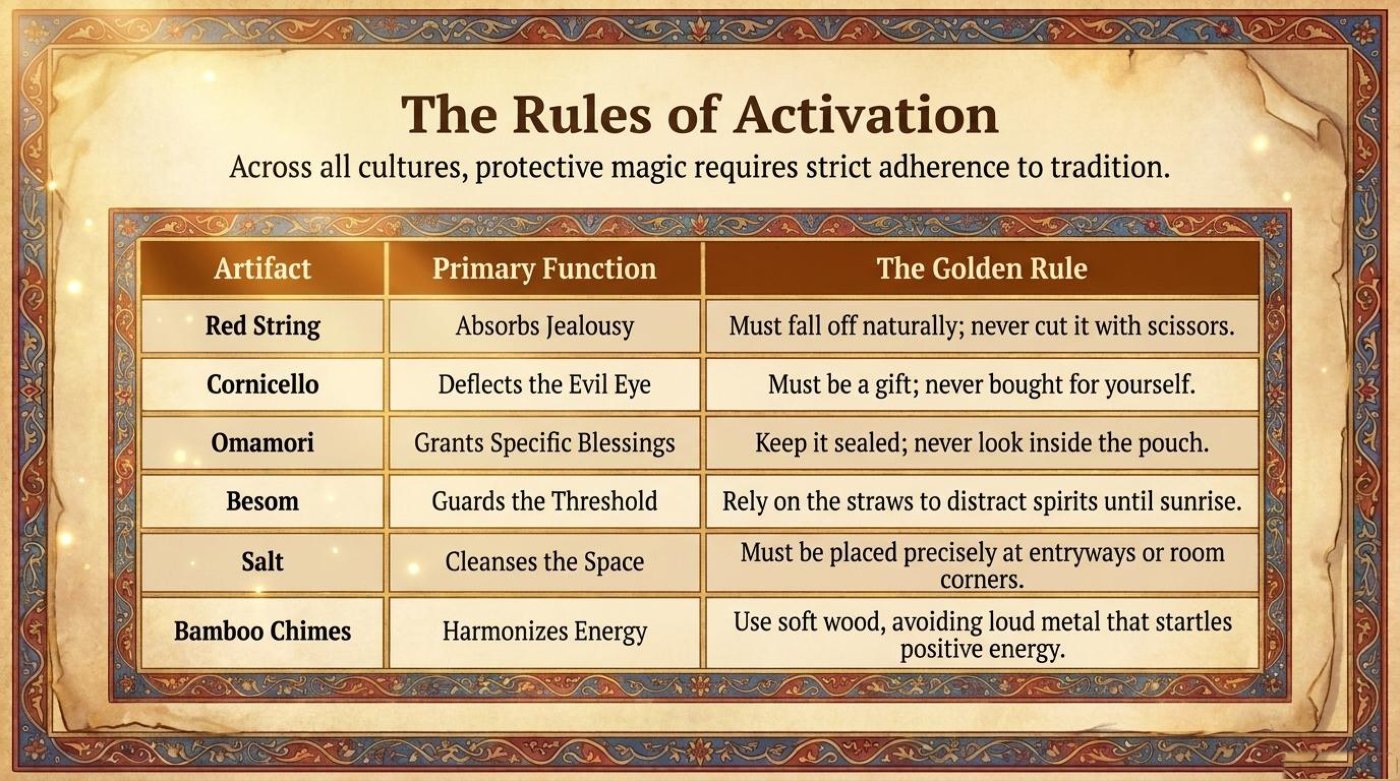 The Rules of Activation
Across all cultures, protective magic requires strict adherence to tradition.
Artifact Primary Function The Golden Rule
Red String Absorbs Jealousy Must fall off naturally; never cut it with scissors.
Cornicello Deflects the Evil Eye Must be a gift; never bought for yourself.
Omamori Grants Specific Blessings Keep it sealed; never look inside the pouch.
Besom Guards the Threshold Rely on the straws to distract spirits until sunrise.
Salt Cleanses the Space Must be placed precisely at entryways or room
corners.
Bamboo Chimes Harmonizes Energy Use soft wood, avoiding loud metal that startles
positive energy.